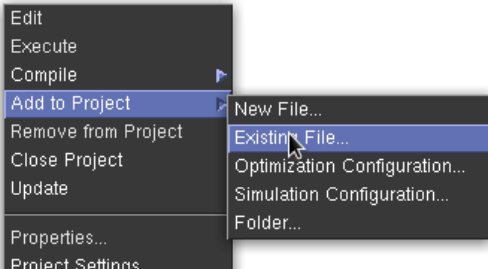 Edit
Execute
Compile
Add to Project
Remove from Project
Close Project
Update
Properties...
Project Settings
New File...
Existing File...
Optimization Configuration...
Simulation Configuration...
Folder...